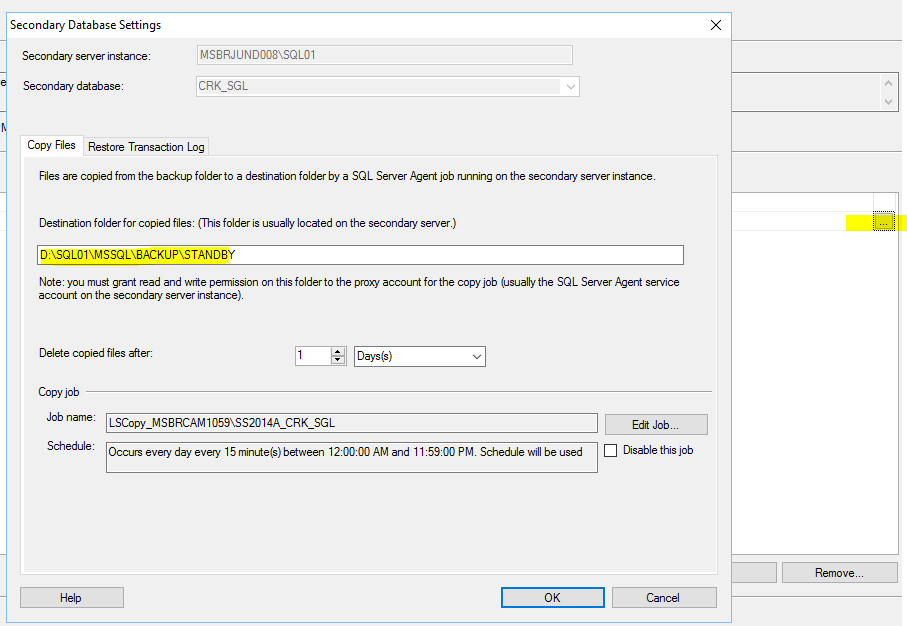 Secondary Database Settings
Secondary server instance: MSBRJUND008\SQL01
Secondary database: CRK_SGL
Copy Files Restore Transaction Log
Files are copied from the backup folder to a destination folder by a SQL Server Agent job running on the secondary server instance.
Destination folder for copied files: (This folder is usually located on the secondary server.)
D:\SQL01\MSSQL\BACKUP\STANDBY
Note: you must grant read and write permission on this folder to the proxy account for the copy job (usually the SQL Server Agent service
account on the secondary server instance).
Delete copied files after: 1 Days(s)
Copy job
Job name: LSCopy_MSBRCAM1059\SS2014A_CRK_SGL Edit Job...
Schedule: Occurs every day every 15 minute(s) between 12:00:00 AM and 11:59:00 PM. Schedule will be used Disable this job
...
Remove...
Help OK Cancel